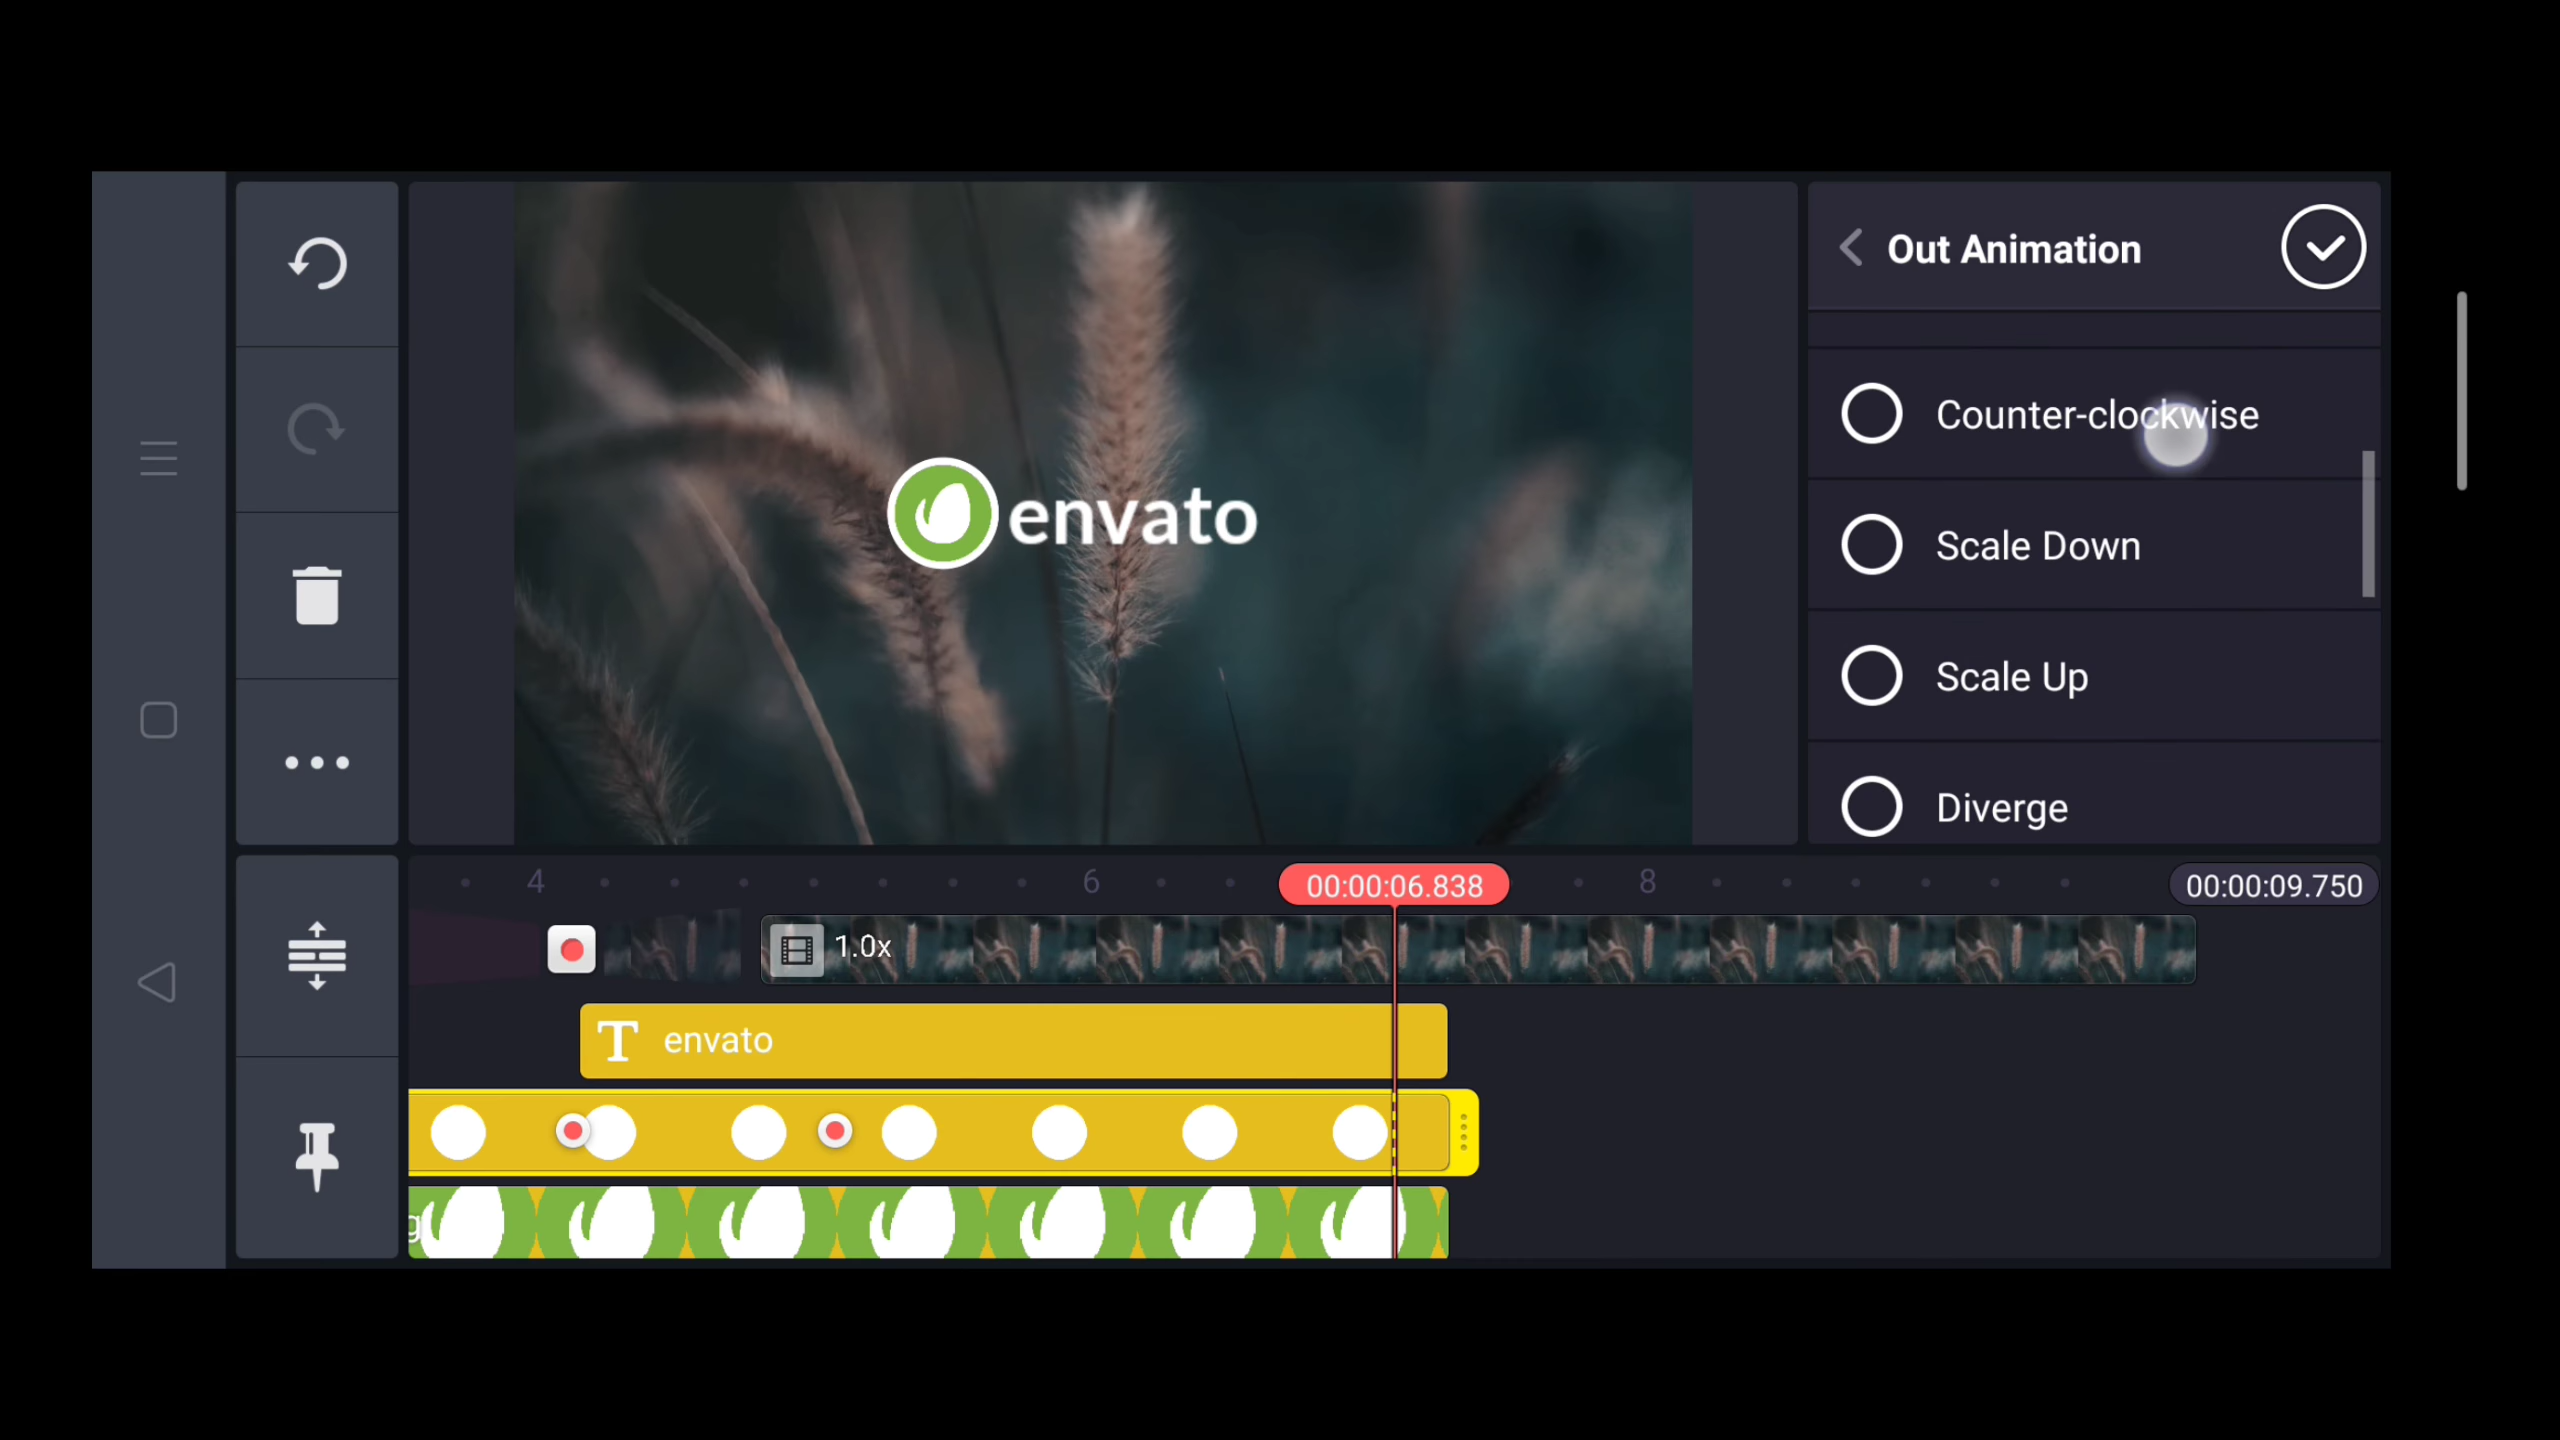 Out Animation
envato
Counter-clockwise
Scale Down
Scale Up
Diverge
4
6
00:00:06.838
8
00:00:09.750
1.0x
T envato
g